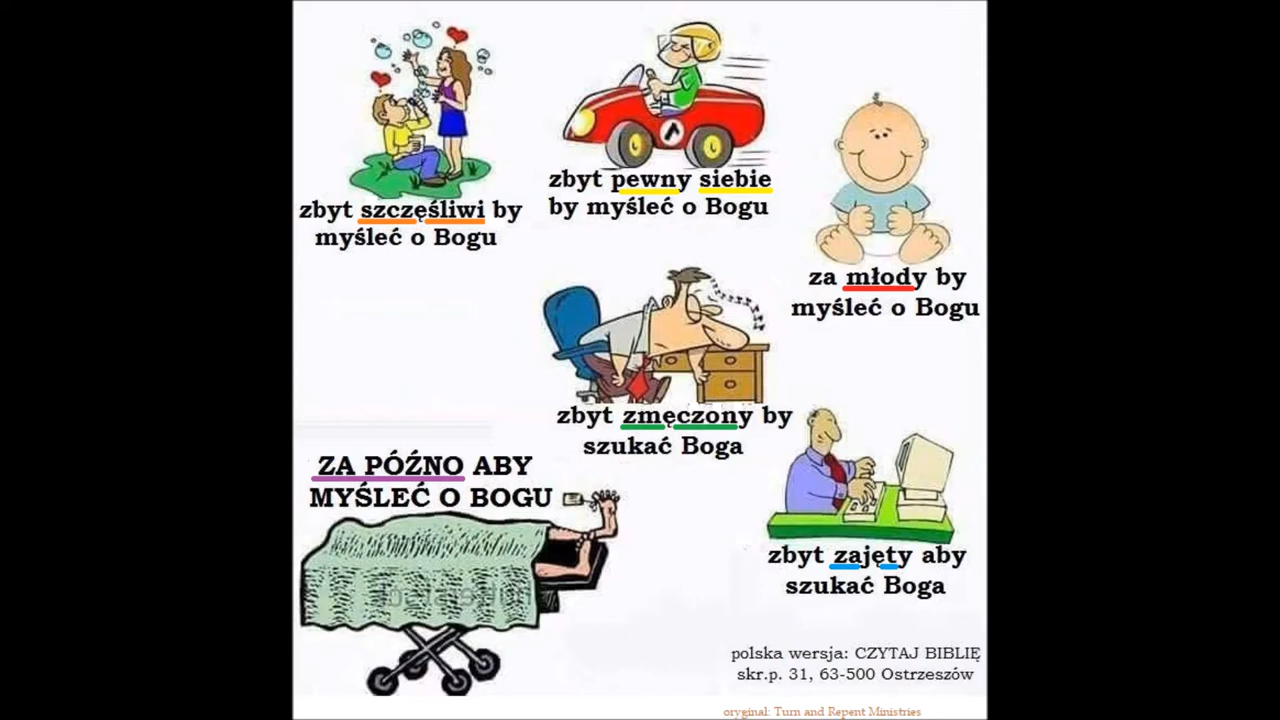 zbyt szczęśliwi by
myśleć o Bogu
zbyt pewny siebie
by myśleć o Bogu
za młody by
myśleć o Bogu
zbyt zmęczony by
szukać Boga
zbyt zajęty aby
szukać Boga
ZA PÓŹNO ABY
MYŚLEĆ O BOGU
polska wersja: CZYTAJ BIBLIĘ
skr.p. 31, 63-500 Ostrzeszów
oryginal: Turn and Repent Ministries